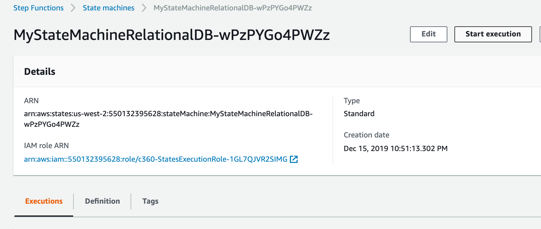 Step Functions > State machines > MyStateMachineRelationalDB-wPzPYGo4PWZz
MyStateMachineRelationalDB-wPzPYGo4PWZz
Edit
Start execution
Details
ARN
arn:aws:states:us-west-2:550132395628:stateMachine:MyStateMachineRelationalDB-
wPzPYGo4PWZz
IAM role ARN
arn:aws:iam::550132395628:role/c360-StatesExecutionRole-1GL7QJVR2SIMG
Type
Standard
Creation date
Dec 15, 2019 10:51:13.302 PM
Executions
Definition
Tags